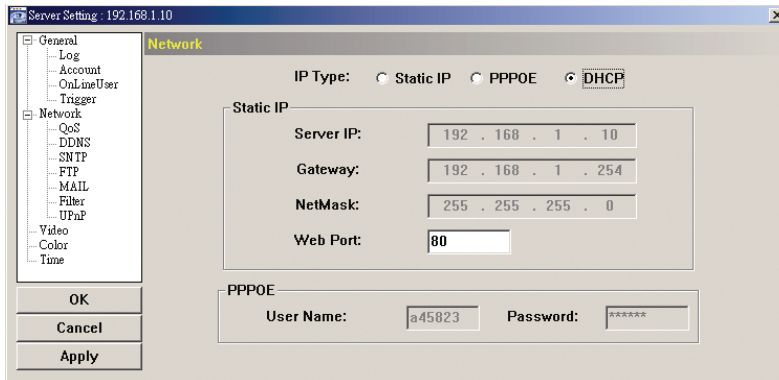 Server Setting : 192.168.1.10
General
Log
Account
OnLineUser
Trigger
Network
QoS
DDNS
SNTP
FTP
MAIL
Filter
UPnP
Video
Color
Time
OK
Cancel
Apply
Network
IP Type: Static IP PPPOE DHCP
Static IP
Server IP: 192 . 168 . 1 . 10
Gateway: 192 . 168 . 1 . 254
NetMask: 255 . 255 . 255 . 0
Web Port: 80
PPPOE
User Name: a45823 Password: ******